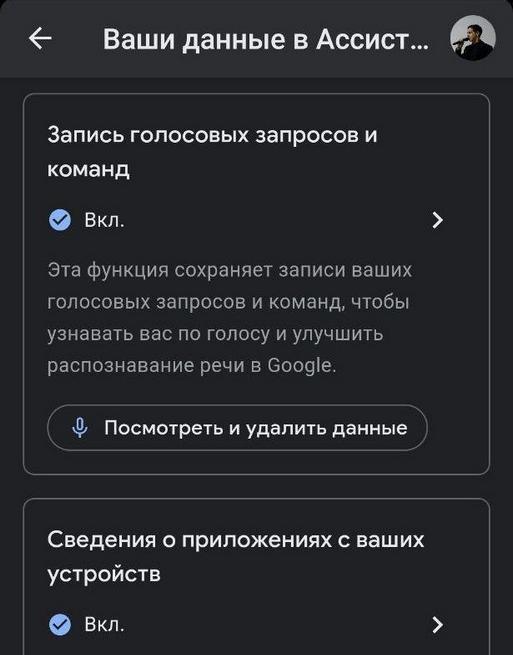 Ваши данные в Ассист...
Запись голосовых запросов и
команд
Вкл.
Эта функция сохраняет записи ваших
голосовых запросов и команд, чтобы
узнавать вас по голосу и улучшить
распознавание речи в Google.
Посмотреть и удалить данные
Сведения о приложениях с ваших
устройств
Вкл.